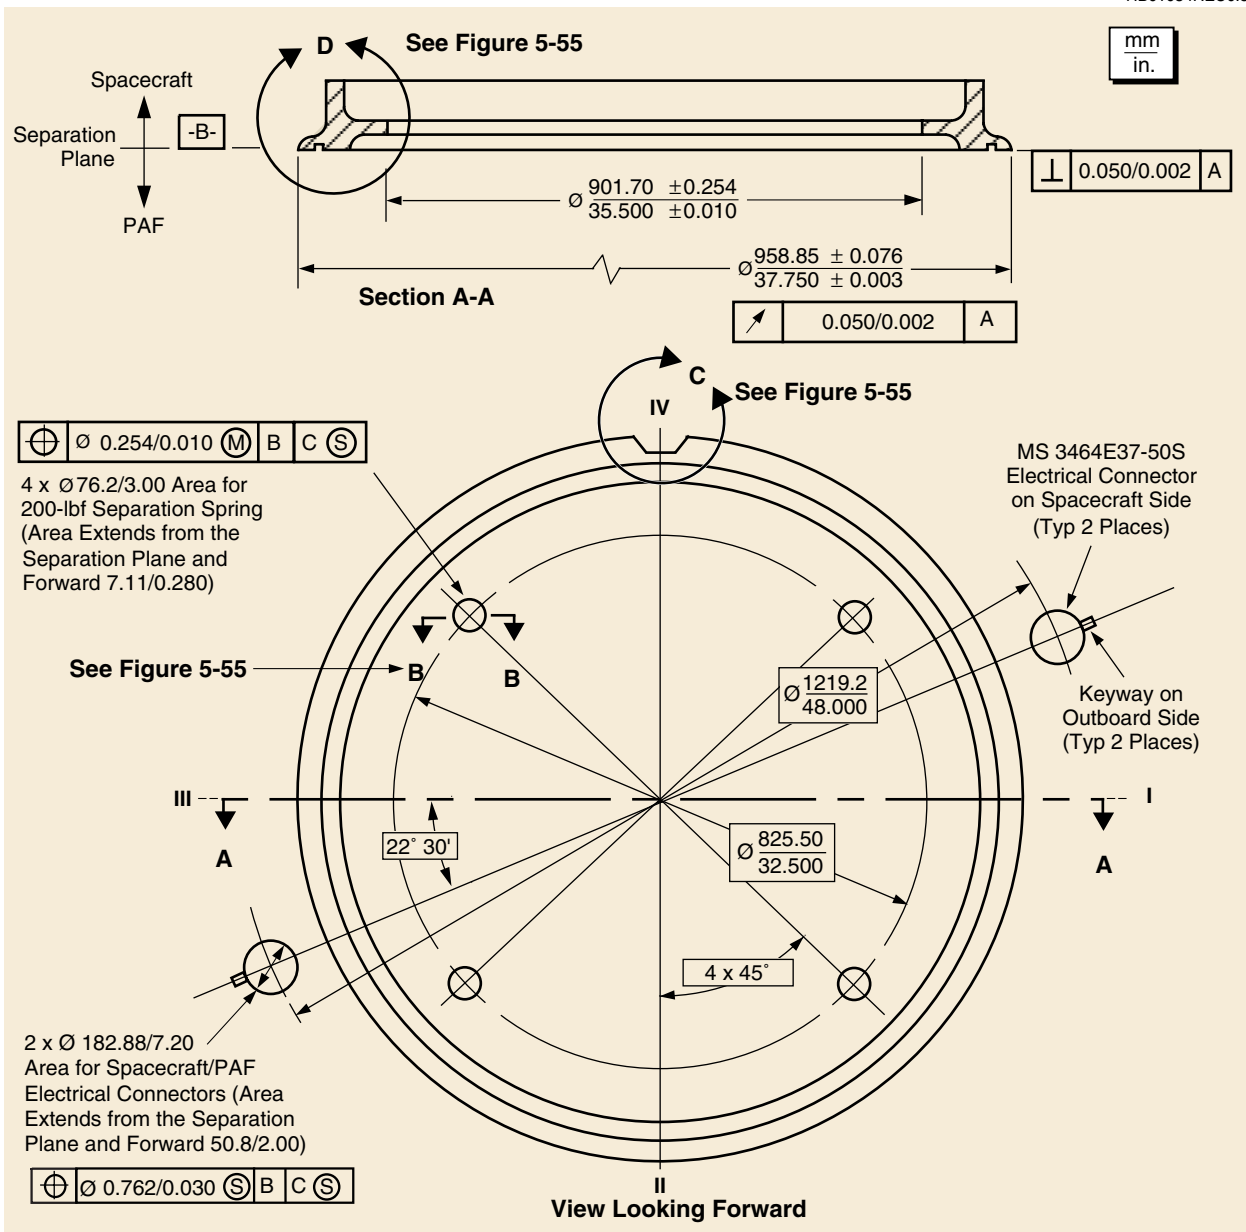 D
See Figure 5-55
mm
in.
Spacecraft
Separation
Plane
-B-
PAF
⊥ 0.050/0.002 A
Ø 901.70 ±0.254
35.500 ±0.010
Ø 958.85 ± 0.076
37.750 ± 0.003
Section A-A
↗ 0.050/0.002 A
C
See Figure 5-55
IV
⌖ Ø 0.254/0.010 Ⓜ B C Ⓢ
4 x Ø 76.2/3.00 Area for
200-lbf Separation Spring
(Area Extends from the
Separation Plane and
Forward 7.11/0.280)
MS 3464E37-50S
Electrical Connector
on Spacecraft Side
(Typ 2 Places)
See Figure 5-55
B
B
Ø 1219.2
48.000
Keyway on
Outboard Side
(Typ 2 Places)
III
I
A
22° 30'
Ø 825.50
32.500
A
4 x 45°
2 x Ø 182.88/7.20
Area for Spacecraft/PAF
Electrical Connectors (Area
Extends from the Separation
Plane and Forward 50.8/2.00)
⌖ Ø 0.762/0.030 Ⓢ B C Ⓢ
II
View Looking Forward